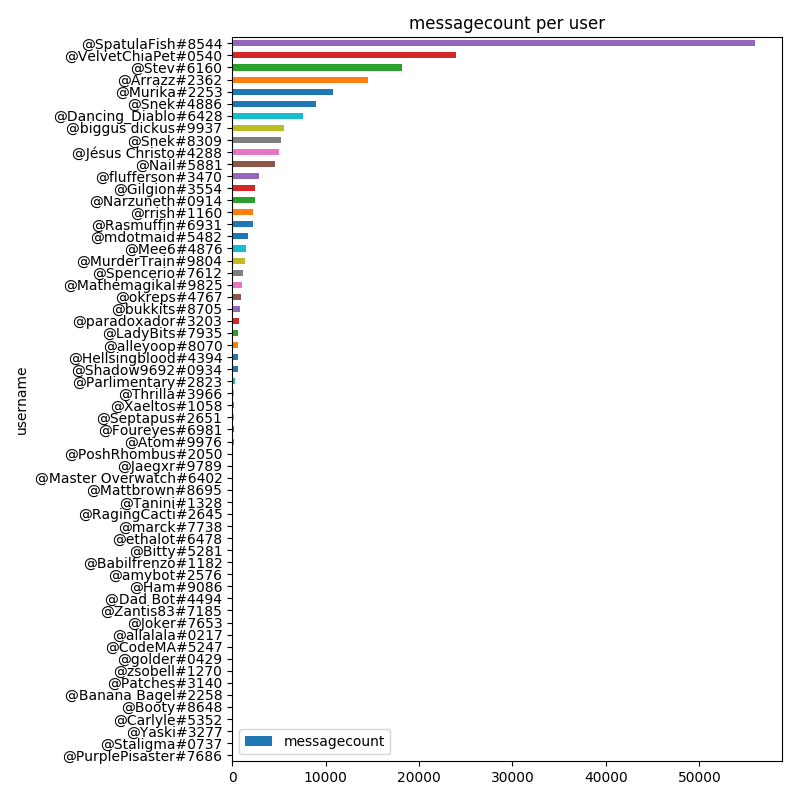 messagecount per user
@SpatulaFish#8544
@VelvetChiaPet#0540
@Stev#6160
@Arrazz#2362
@Murika#2253
@Snek#4886
@Dancing_Diablo#6428
@biggus dickus#9937
@Snek#8309
@Jésus Christo#4288
@Nail#5881
@flufferson#3470
@Gilgion#3554
@Narzuneth#0914
@rrish#1160
@Rasmuffin#6931
@mdotmaid#5482
@Mee6#4876
@MurderTrain#9804
@Spencerio#7612
@Mathemagikal#9825
@okreps#4767
@bukkits#8705
@paradoxador#3203
@LadyBits#7935
@alleyoop#8070
@Hellsingblood#4394
@Shadow9692#0934
@Parlimentary#2823
@Thrilla#3966
@Xaeltos#1058
@Septapus#2651
@Foureyes#6981
@Atom#9976
@PoshRhombus#2050
@Jaegxr#9789
@Master Overwatch#6402
@Mattbrown#8695
@Tanini#1328
@RagingCacti#2645
@marck#7738
@ethalot#6478
@Bitty#5281
@Babilfrenzo#1182
@amybot#2576
@Ham#9086
@Dad Bot#4494
@Zantis83#7185
@Joker#7653
@allalala#0217
@CodeMA#5247
@golder#0429
@zsobell#1270
@Patches#3140
@Banana Bagel#2258
@Booty#8648
@Carlyle#5352
@Yaski#3277
@Staligma#0737
@PurplePisaster#7686
username
messagecount
0 10000 20000 30000 40000 50000